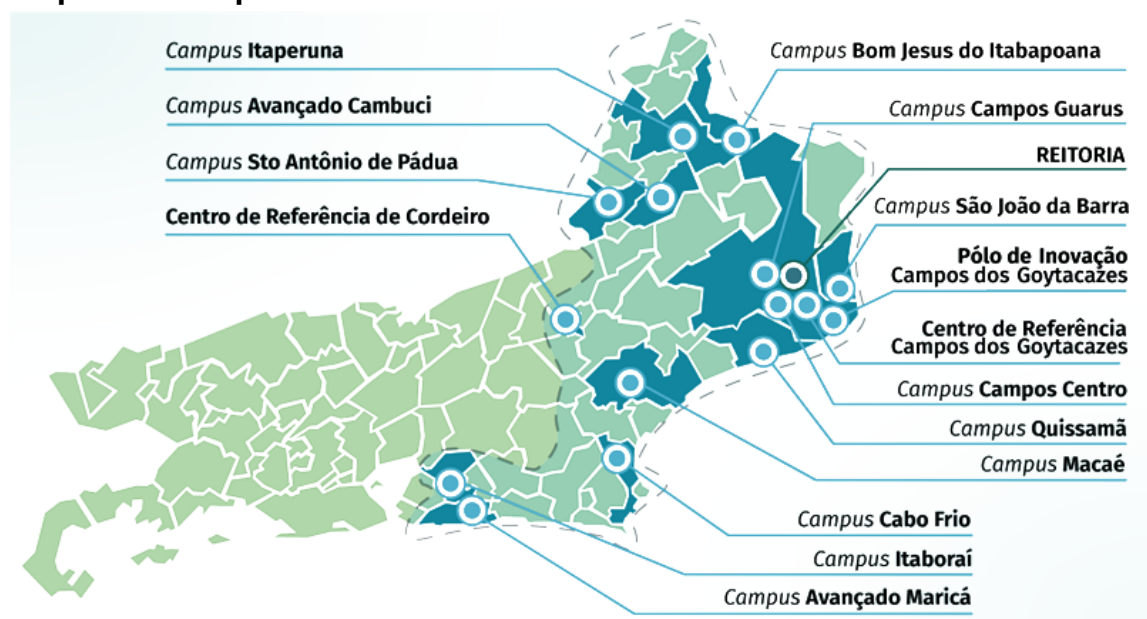 Campus Itaperuna
Campus Avançado Cambuci
Campus Sto Antônio de Pádua
Centro de Referência de Cordeiro
Campus Bom Jesus do Itabapoana
Campus Campos Guarus
REITORIA
Campus São João da Barra
Pólo de Inovação
Campos dos Goytacazes
Centro de Referência
Campos dos Goytacazes
Campus Campos Centro
Campus Quissamã
Campus Macaé
Campus Cabo Frio
Campus Itaboraí
Campus Avançado Maricá